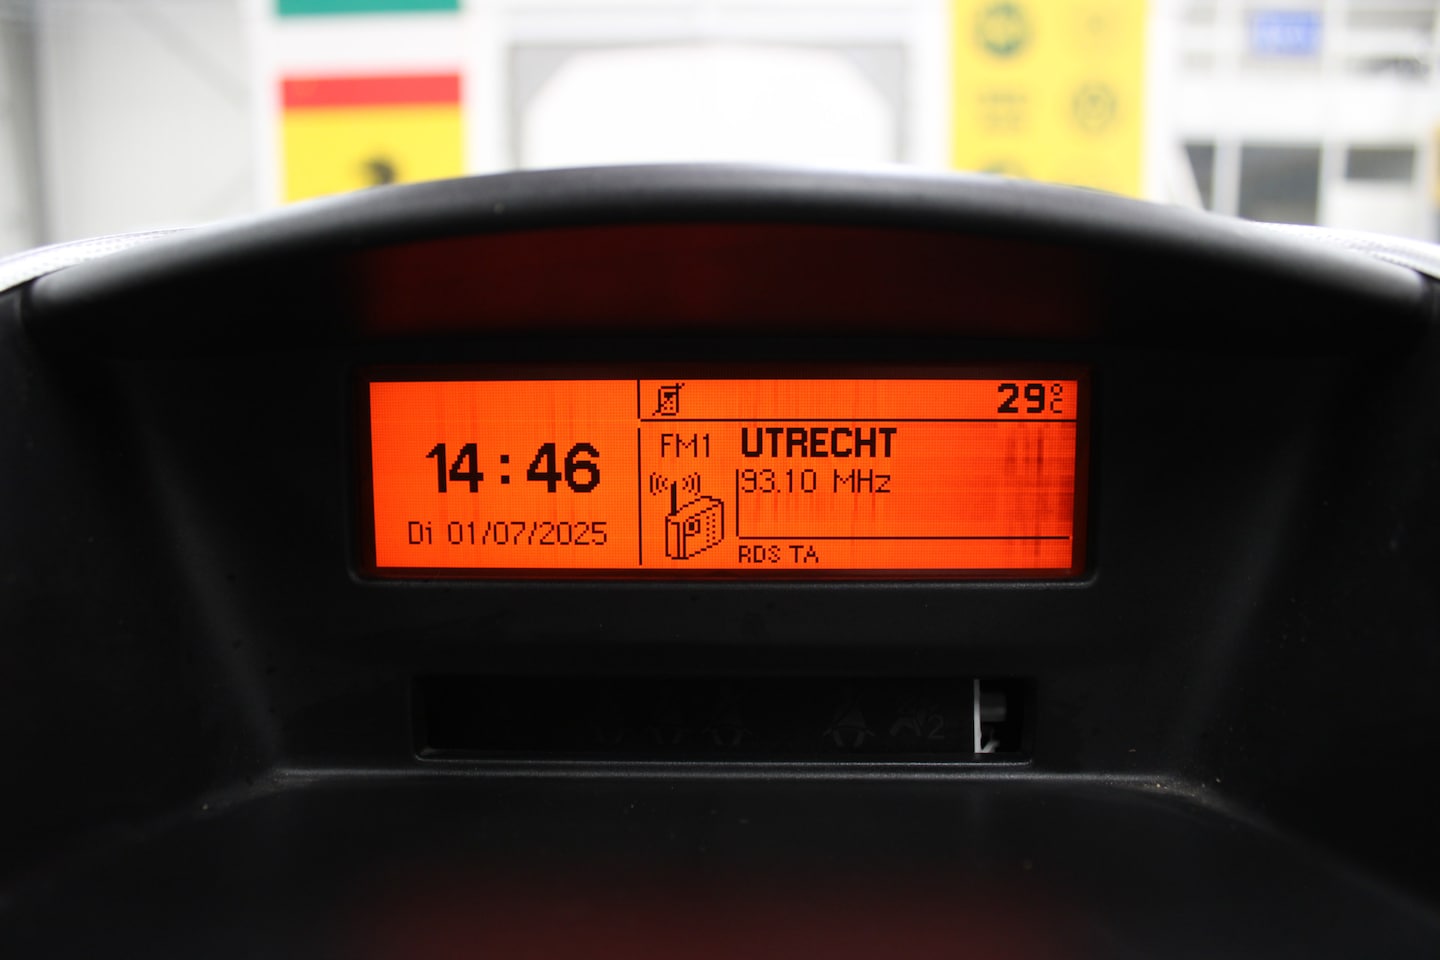 14:46
Di 01/07/2025
29°C
FM1 UTRECHT
93.10 MHz
RDS TA